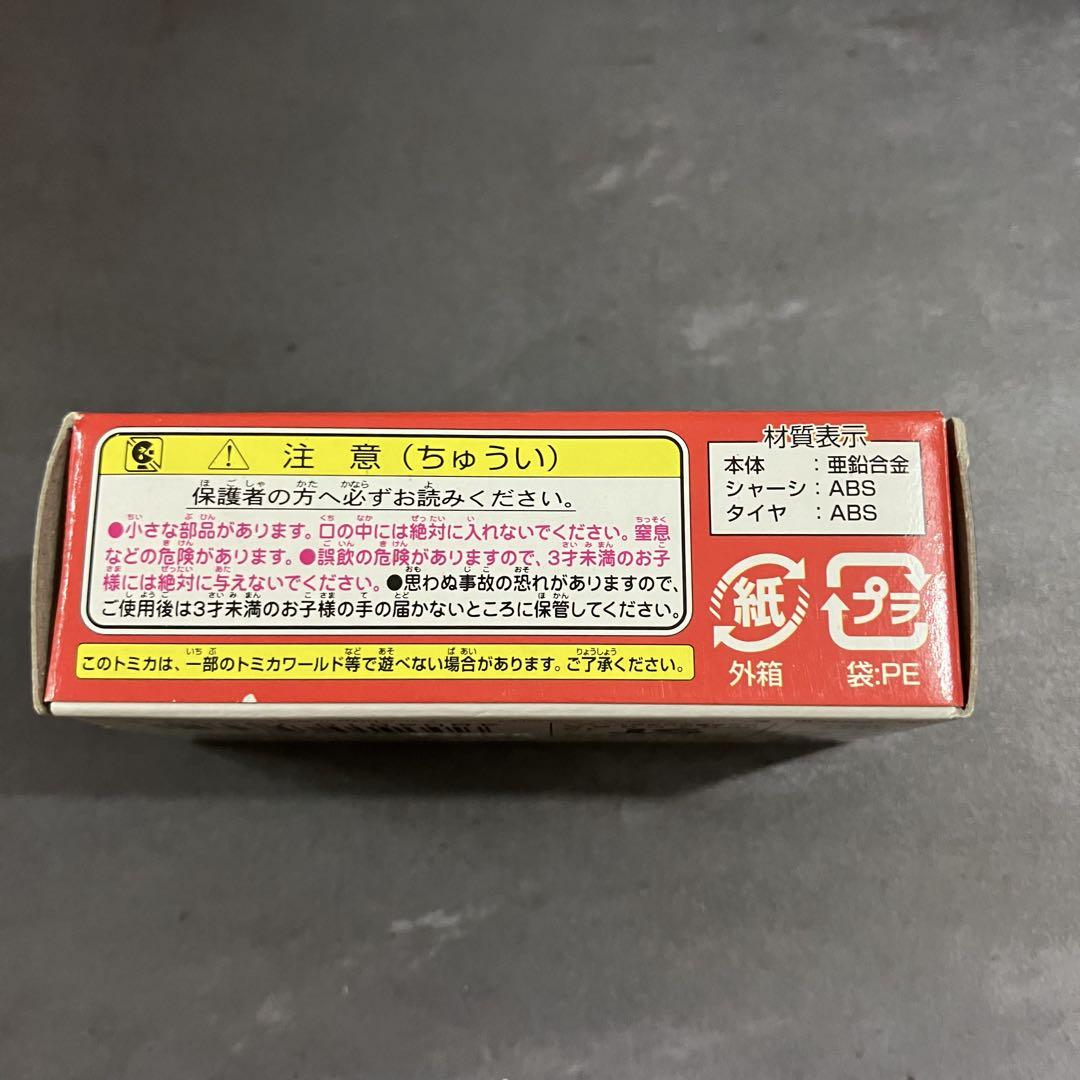 注 意（ちゅうい）
保護者の方へ必ずお読みください。
●小さな部品があります。口の中には絶対に入れないでください。窒息
などの危険があります。●誤飲の危険がありますので、3才未満のお子
様には絶対に与えないでください。●思わぬ事故の恐れがありますので、
ご使用後は3才未満のお子様の手の届かないところに保管してください。
このトミカは、一部のトミカワールド等で遊べない場合があります。ご了承ください。
材質表示
本体　：亜鉛合金
シャーシ：ABS
タイヤ　：ABS
紙
プラ
外箱
袋:PE